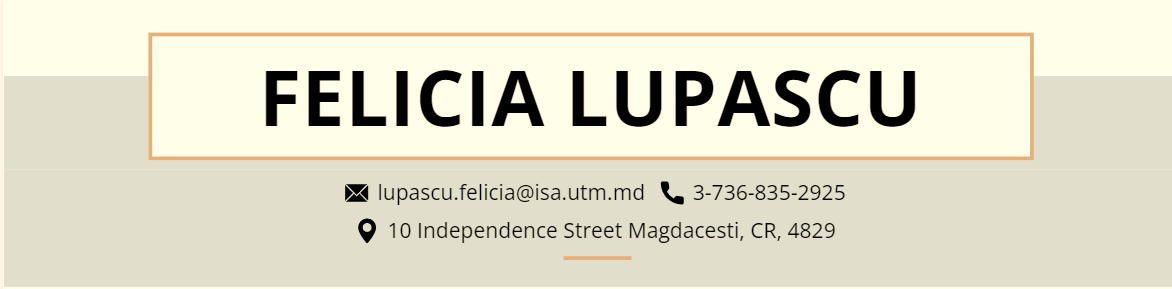 FELICIA LUPASCU
lupascu.felicia@isa.utm.md 3-736-835-2925
10 Independence Street Magdacesti, CR, 4829